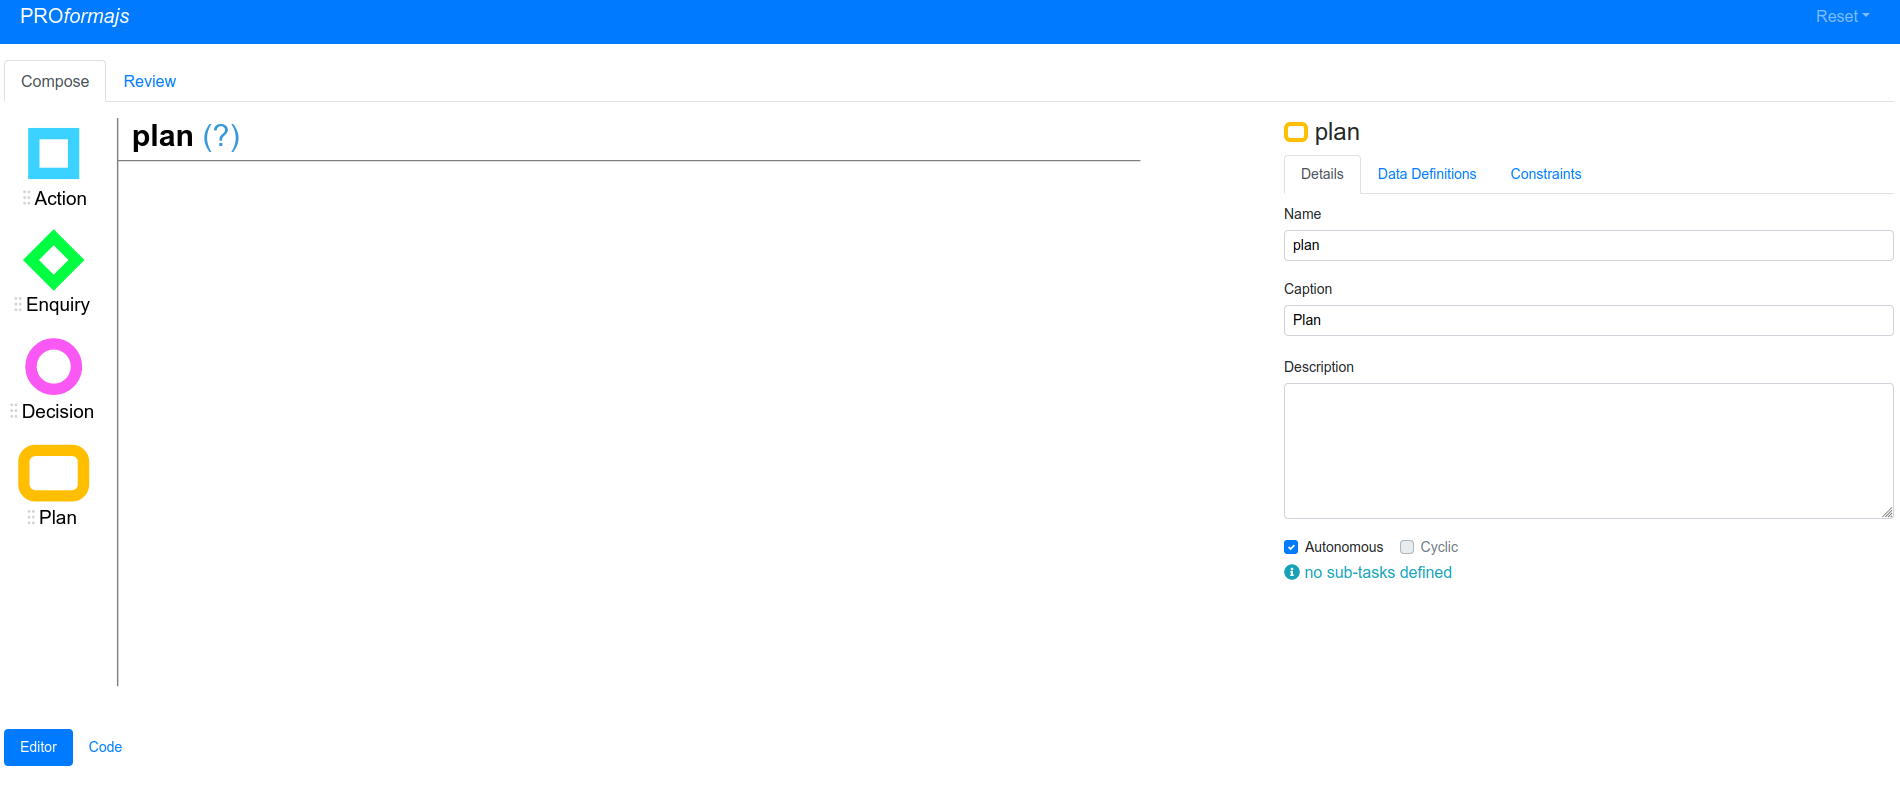 PROformajs
Reset
Compose
Review
Action
Enquiry
Decision
Plan
plan (?)
plan
Details
Data Definitions
Constraints
Name
plan
Caption
Plan
Description
Autonomous
Cyclic
no sub-tasks defined
Editor
Code